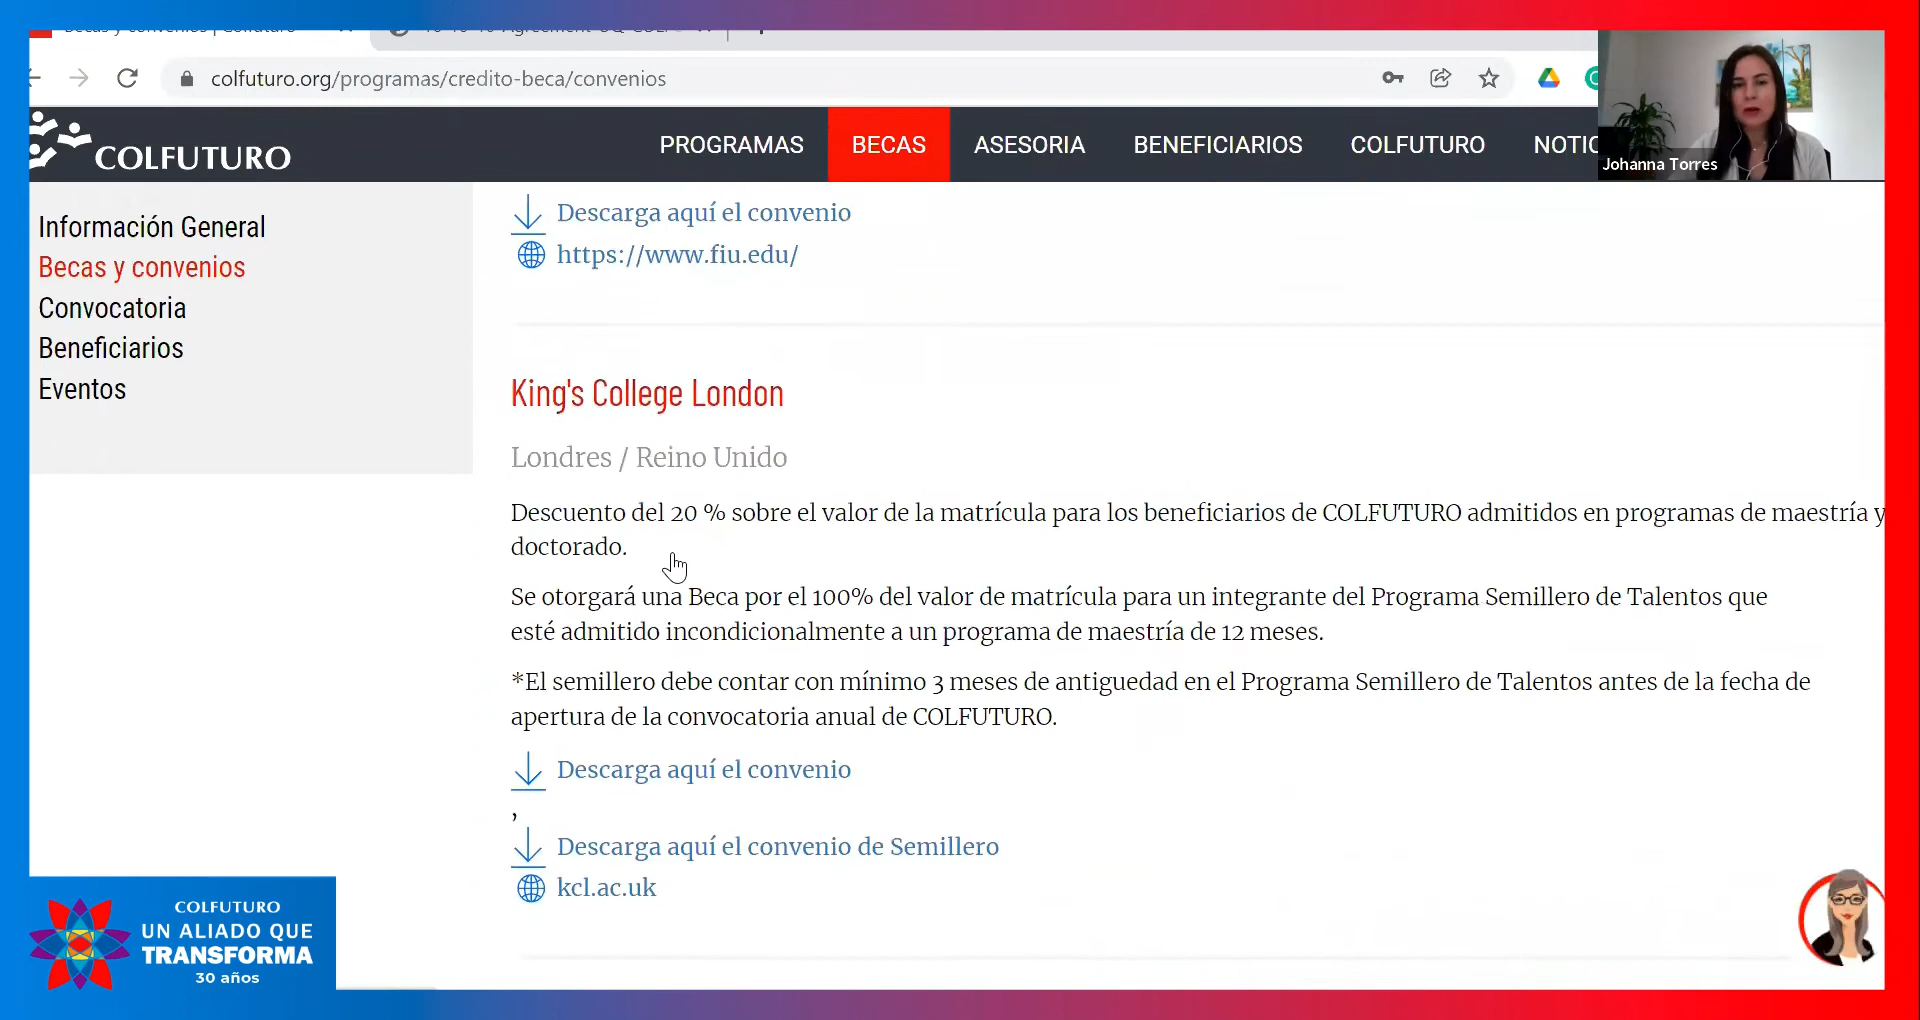 Becas y convenios | Colfuturo
colfuturo.org/programas/credito-beca/convenios
Johanna Torres
COLFUTURO
PROGRAMAS
BECAS
ASESORIA
BENEFICIARIOS
COLFUTURO
NOTIC
Información General
Becas y convenios
Convocatoria
Beneficiarios
Eventos
Descarga aquí el convenio
https://www.fiu.edu/
King's College London
Londres / Reino Unido
Descuento del 20 % sobre el valor de la matrícula para los beneficiarios de COLFUTURO admitidos en programas de maestría y
doctorado.
Se otorgará una Beca por el 100% del valor de matrícula para un integrante del Programa Semillero de Talentos que
esté admitido incondicionalmente a un programa de maestría de 12 meses.
*El semillero debe contar con mínimo 3 meses de antiguedad en el Programa Semillero de Talentos antes de la fecha de
apertura de la convocatoria anual de COLFUTURO.
Descarga aquí el convenio
,
Descarga aquí el convenio de Semillero
kcl.ac.uk
COLFUTURO
UN ALIADO QUE
TRANSFORMA
30 años